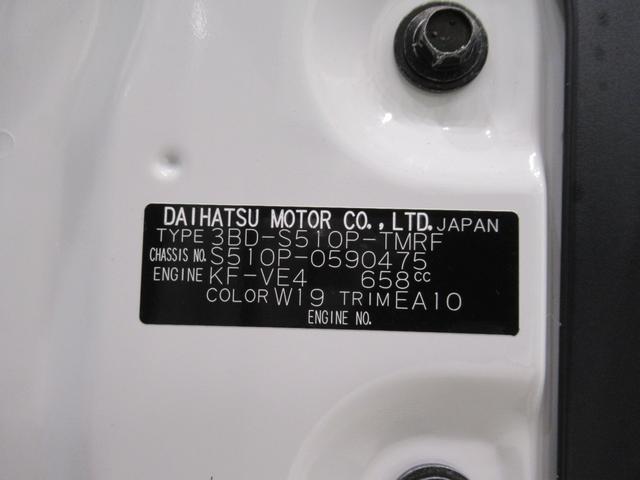 DAIHATSU MOTOR CO.,LTD. JAPAN
TYPE 3BD-S510P-TMRF
CHASSIS NO. S510P-0590475
ENGINE KF-VE4 658cc
COLOR W19 TRIM EA10
ENGINE NO.